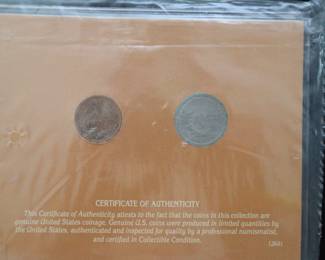 CERTIFICATE OF AUTHENTICITY
This Certificate of Authenticity attests to the fact that the coins in this collection are
genuine United States coinage. Genuine U.S. coins were produced in limited quantities by
the United States, authenticated and inspected for quality by a professional numismatist,
and certified in Collectible Condition.